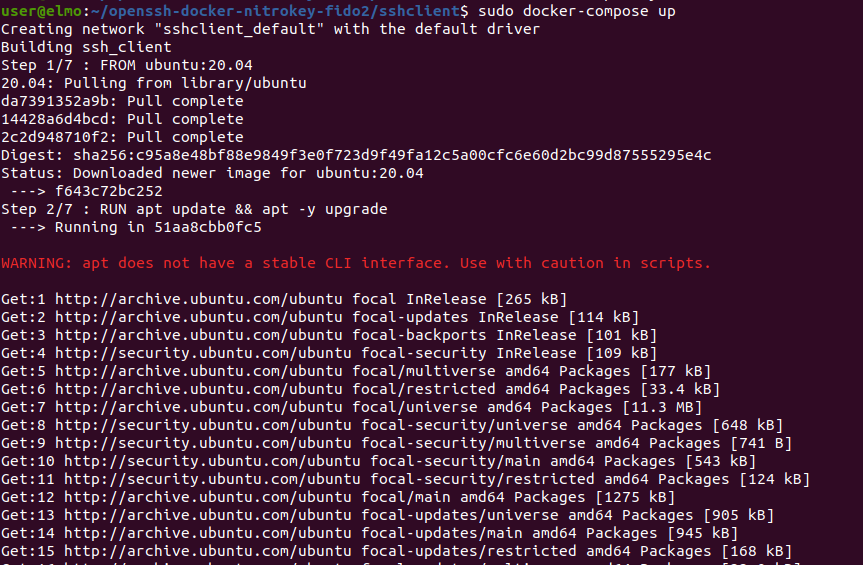 user@elmo:~/openssh-docker-nitrokey-fido2/sshclient$ sudo docker-compose up
Creating network "sshclient_default" with the default driver
Building ssh_client
Step 1/7 : FROM ubuntu:20.04
20.04: Pulling from library/ubuntu
da7391352a9b: Pull complete
14428a6d4bcd: Pull complete
2c2d948710f2: Pull complete
Digest: sha256:c95a8e48bf88e9849f3e0f723d9f49fa12c5a00cfc6e60d2bc99d87555295e4c
Status: Downloaded newer image for ubuntu:20.04
 ---> f643c72bc252
Step 2/7 : RUN apt update && apt -y upgrade
 ---> Running in 51aa8cbb0fc5
WARNING: apt does not have a stable CLI interface. Use with caution in scripts.
Get:1 http://archive.ubuntu.com/ubuntu focal InRelease [265 kB]
Get:2 http://archive.ubuntu.com/ubuntu focal-updates InRelease [114 kB]
Get:3 http://archive.ubuntu.com/ubuntu focal-backports InRelease [101 kB]
Get:4 http://security.ubuntu.com/ubuntu focal-security InRelease [109 kB]
Get:5 http://archive.ubuntu.com/ubuntu focal/multiverse amd64 Packages [177 kB]
Get:6 http://archive.ubuntu.com/ubuntu focal/restricted amd64 Packages [33.4 kB]
Get:7 http://archive.ubuntu.com/ubuntu focal/universe amd64 Packages [11.3 MB]
Get:8 http://security.ubuntu.com/ubuntu focal-security/universe amd64 Packages [648 kB]
Get:9 http://security.ubuntu.com/ubuntu focal-security/multiverse amd64 Packages [741 B]
Get:10 http://security.ubuntu.com/ubuntu focal-security/main amd64 Packages [543 kB]
Get:11 http://security.ubuntu.com/ubuntu focal-security/restricted amd64 Packages [124 kB]
Get:12 http://archive.ubuntu.com/ubuntu focal/main amd64 Packages [1275 kB]
Get:13 http://archive.ubuntu.com/ubuntu focal-updates/universe amd64 Packages [905 kB]
Get:14 http://archive.ubuntu.com/ubuntu focal-updates/main amd64 Packages [945 kB]
Get:15 http://archive.ubuntu.com/ubuntu focal-updates/restricted amd64 Packages [168 kB]